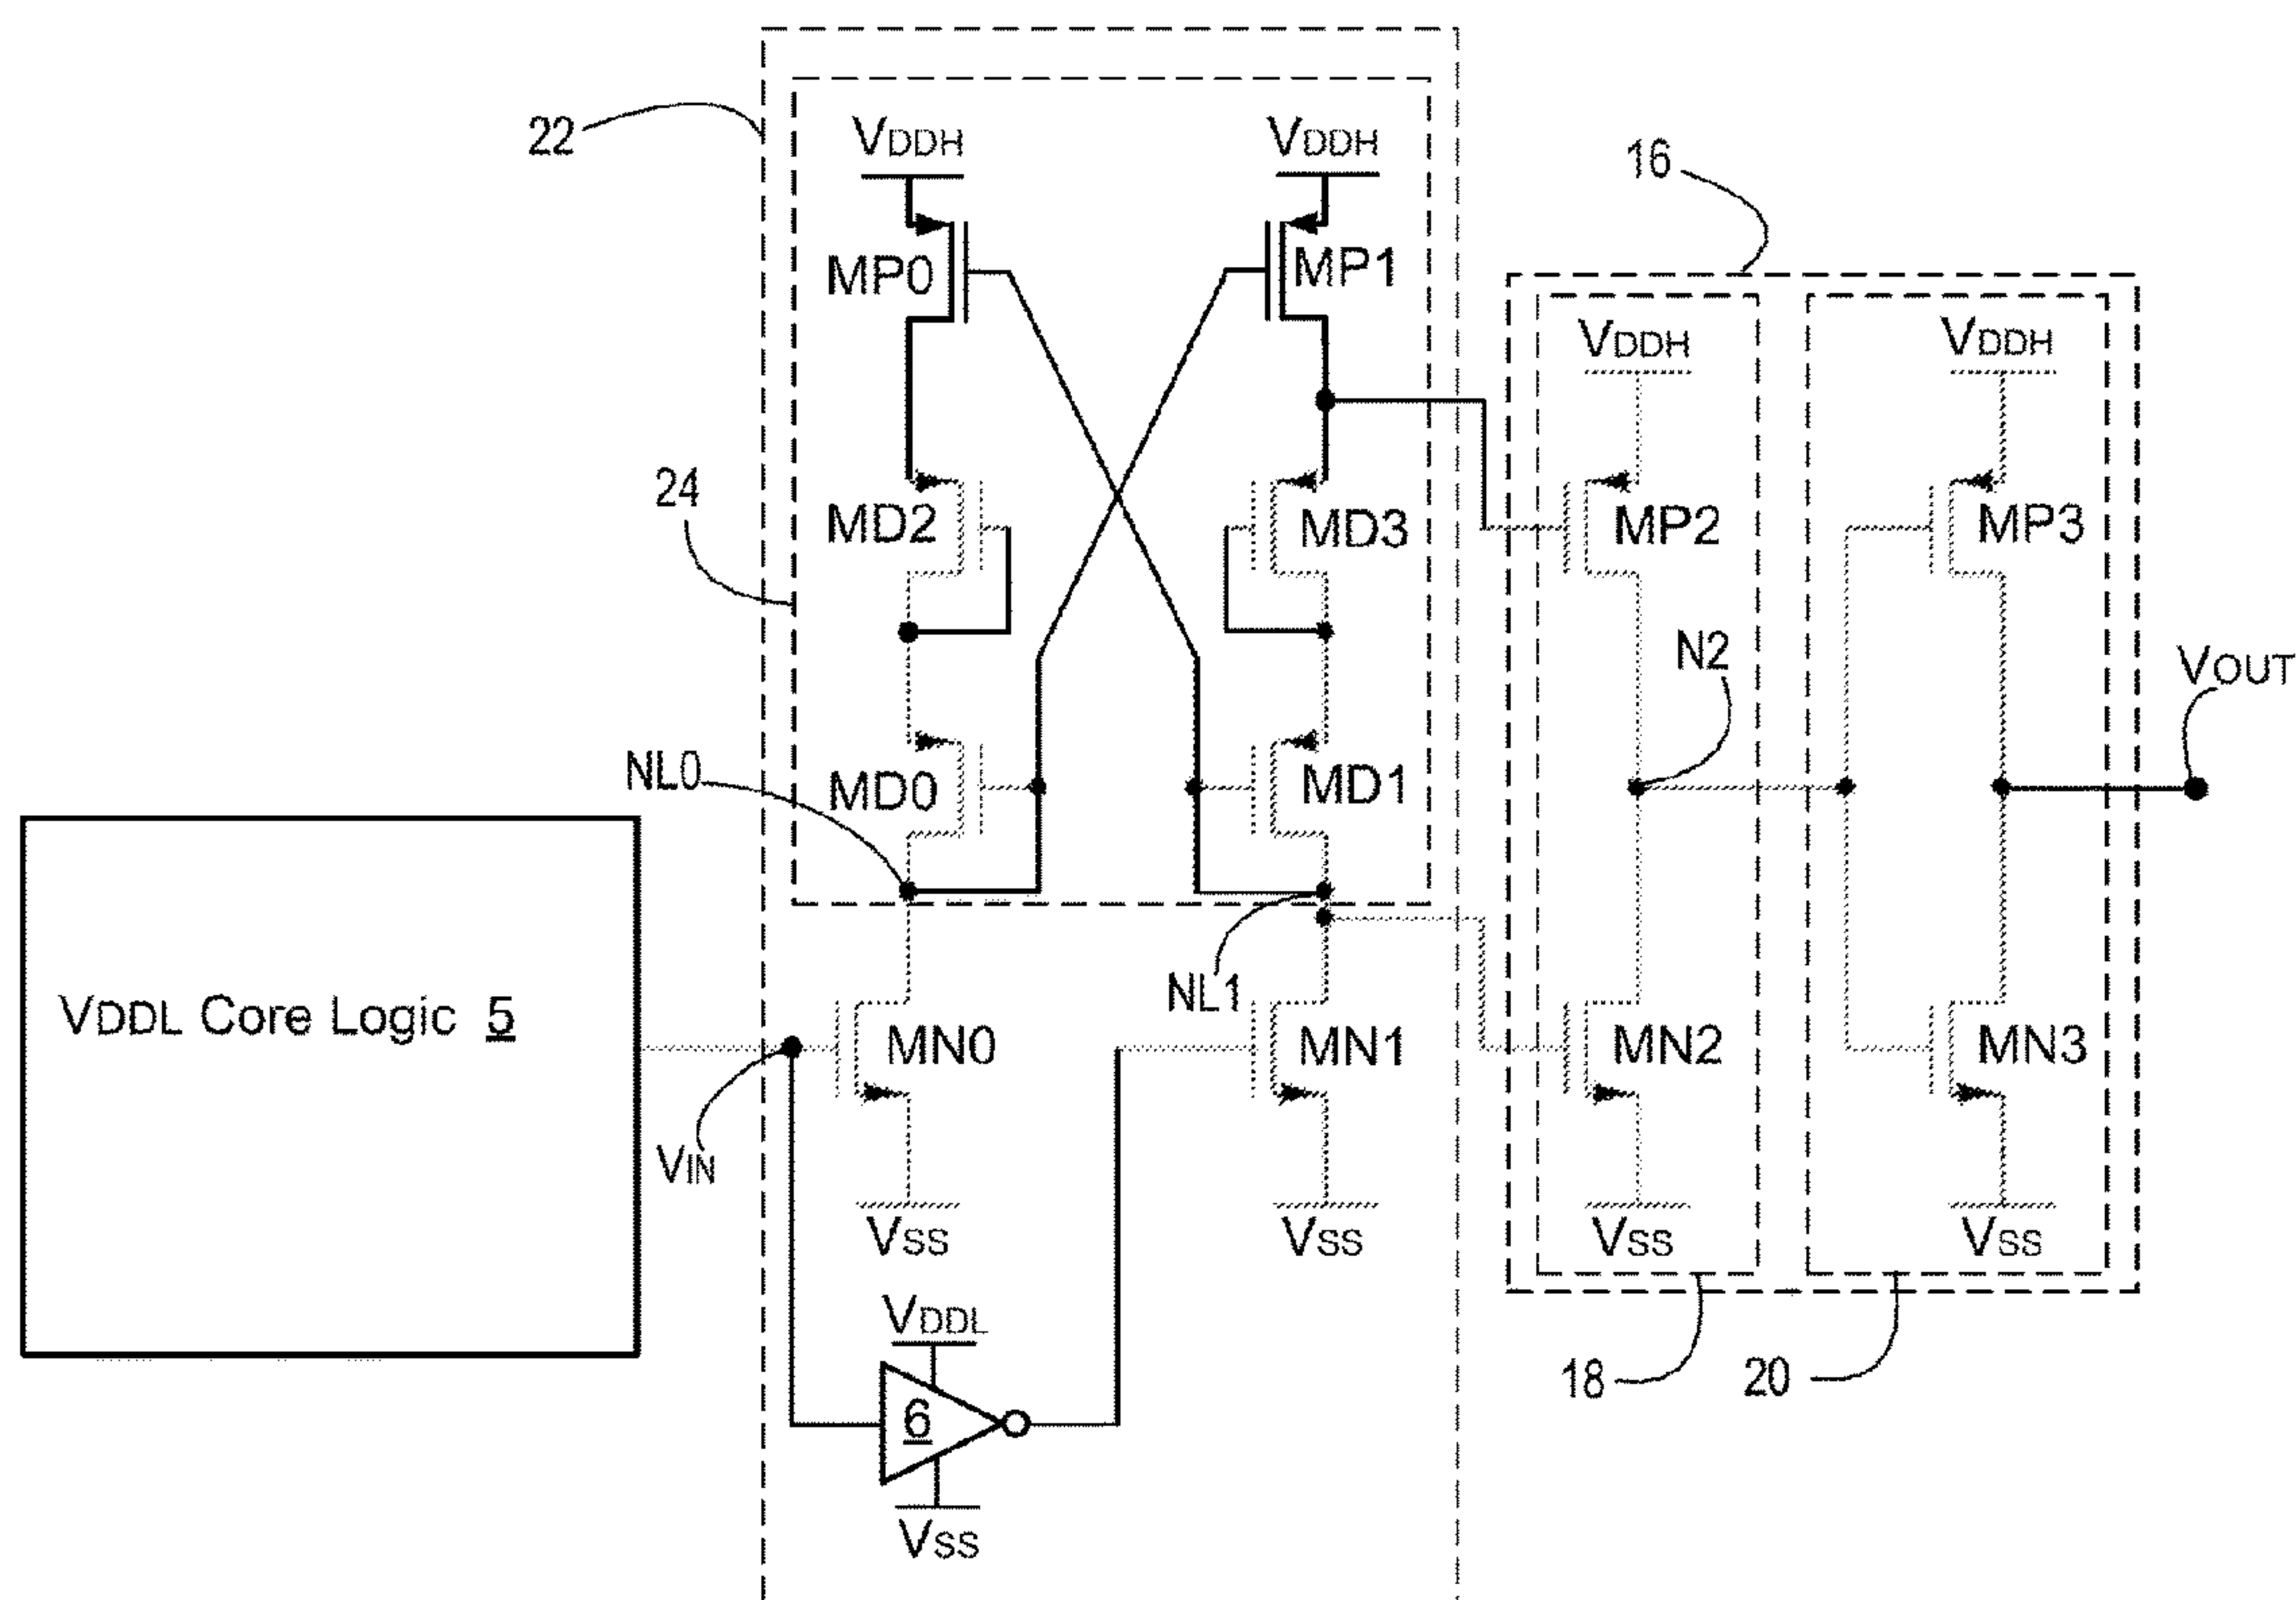 22
VDDH
VDDH
16
MP0
MP1
VDDH
VDDH
24
MD2
MD3
MP2
MP3
N2
VOUT
NL0
MD0
MD1
NL1
VDDL Core Logic 5
MN0
MN1
MN2
MN3
VIN
VSS
VSS
VSS
VSS
VDDL
6
18
20
VSS